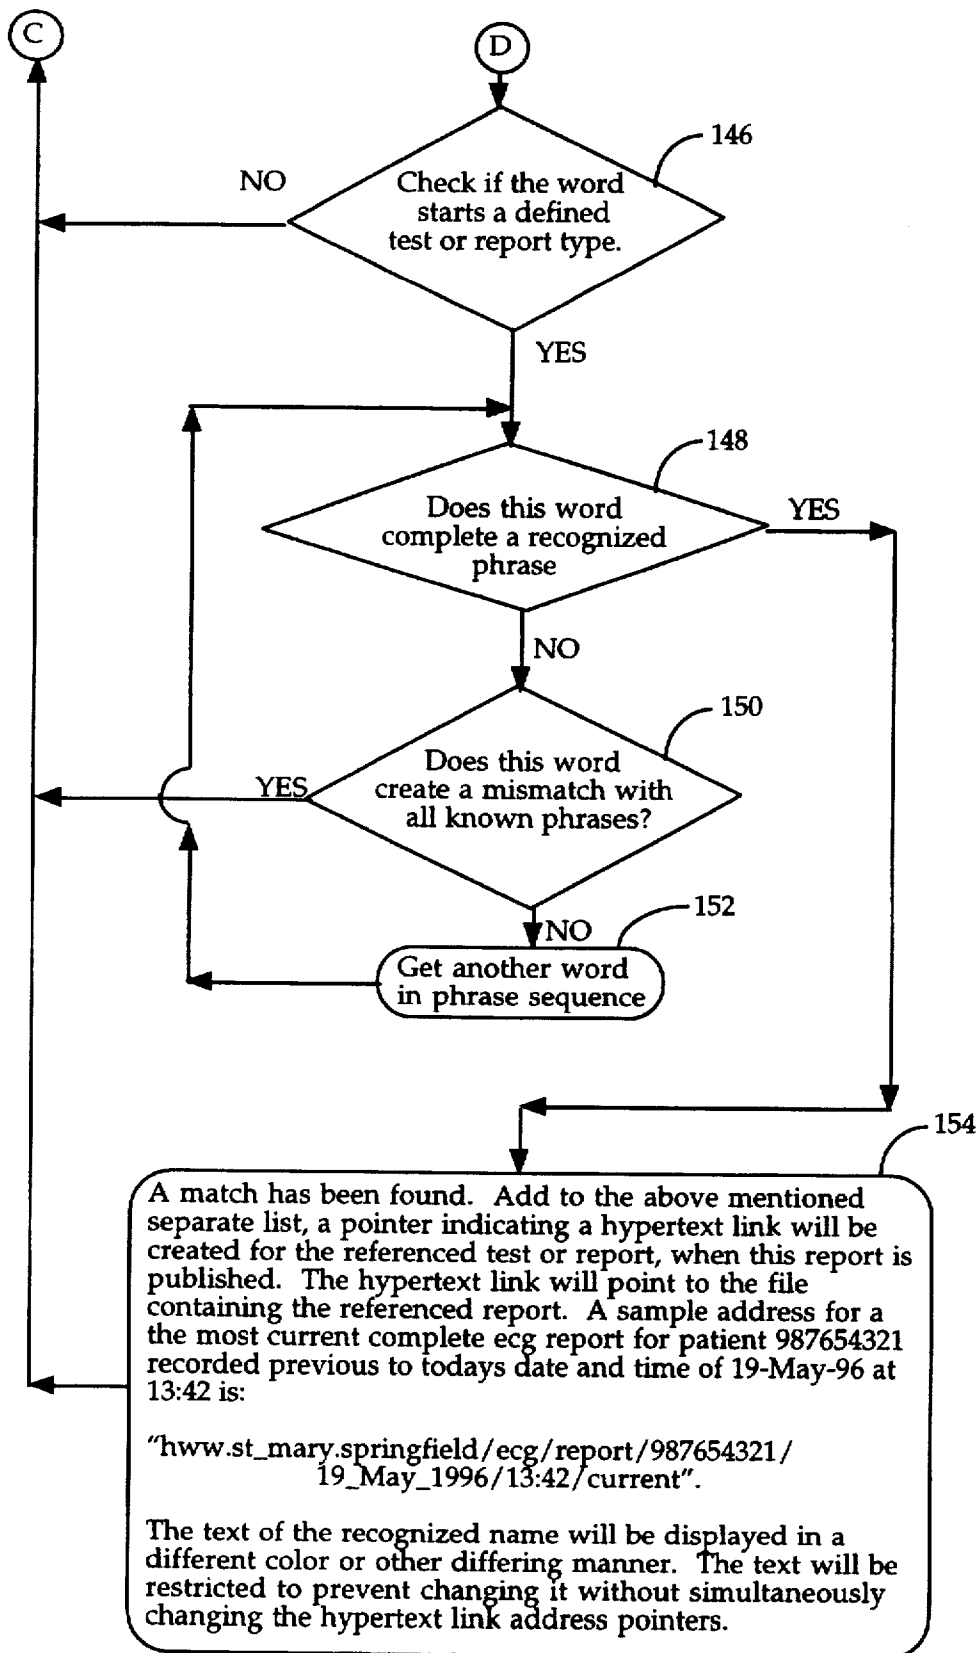 C
D
146
NO
Check if the word
starts a defined
test or report type.
YES
148
Does this word
complete a recognized
phrase
YES
NO
150
Does this word
create a mismatch with
all known phrases?
YES
NO
152
Get another word
in phrase sequence
154
A match has been found. Add to the above mentioned
separate list, a pointer indicating a hypertext link will be
created for the referenced test or report, when this report is
published. The hypertext link will point to the file
containing the referenced report. A sample address for a
the most current complete ecg report for patient 987654321
recorded previous to todays date and time of 19-May-96 at
13:42 is:
"hww.st_mary.springfield/ecg/report/987654321/
19_May_1996/13:42/current".
The text of the recognized name will be displayed in a
different color or other differing manner. The text will be
restricted to prevent changing it without simultaneously
changing the hypertext link address pointers.